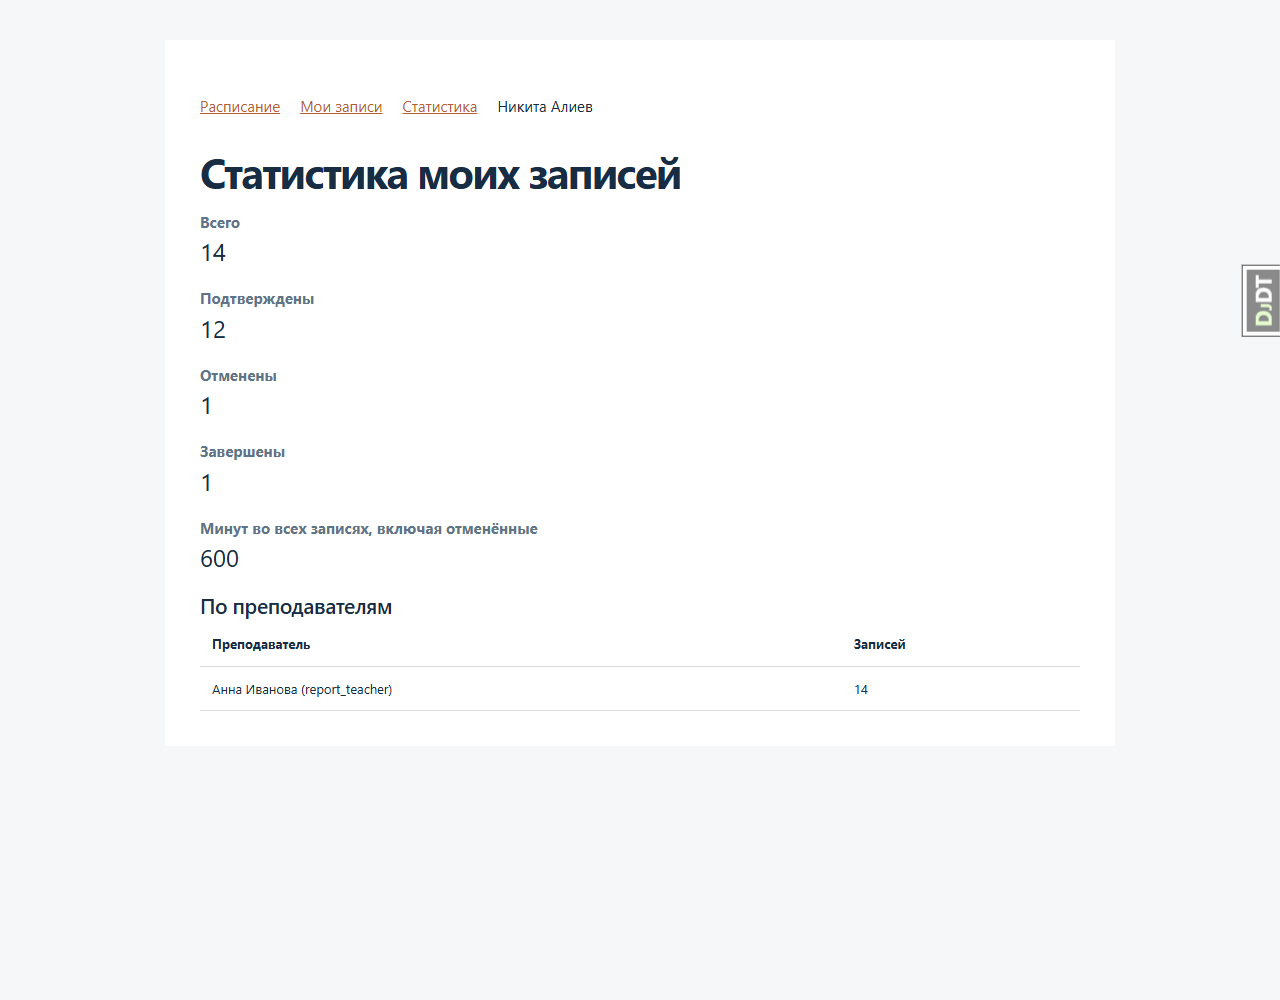 Расписание Мои записи Статистика Никита Алиев
Статистика моих записей
Всего
14
Подтверждены
12
Отменены
1
Завершены
1
Минут во всех записях, включая отменённые
600
По преподавателям
Преподаватель Записей
Анна Иванова (report_teacher) 14
DJDT